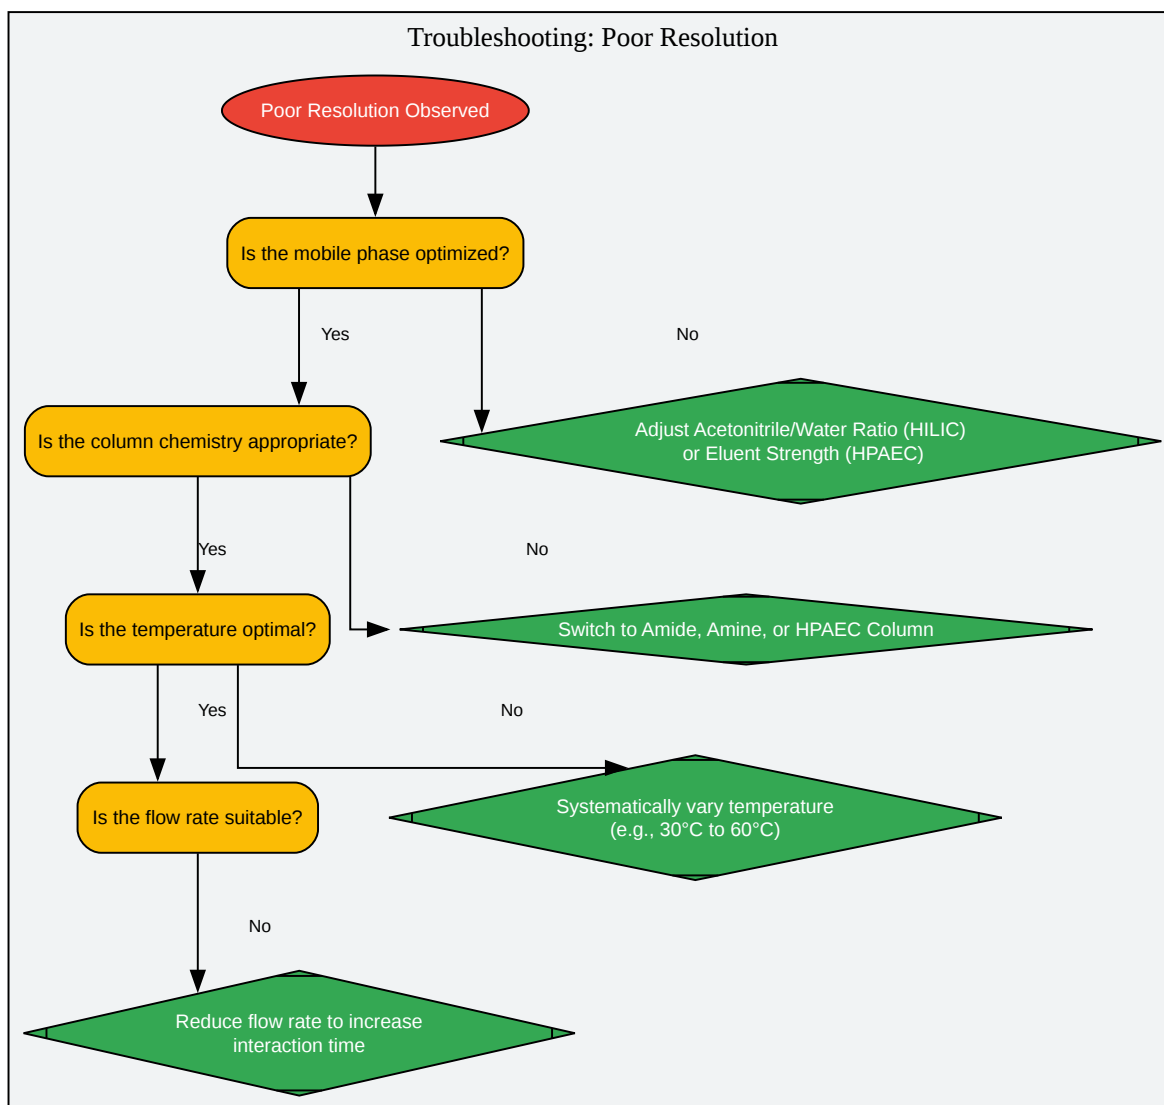 Troubleshooting: Poor Resolution
Poor Resolution Observed
Is the mobile phase optimized?
Yes
No
Is the column chemistry appropriate?
Adjust Acetonitrile/Water Ratio (HILIC)
or Eluent Strength (HPAEC)
Yes
No
Is the temperature optimal?
Switch to Amide, Amine, or HPAEC Column
Yes
No
Is the flow rate suitable?
Systematically vary temperature
(e.g., 30°C to 60°C)
No
Reduce flow rate to increase
interaction time